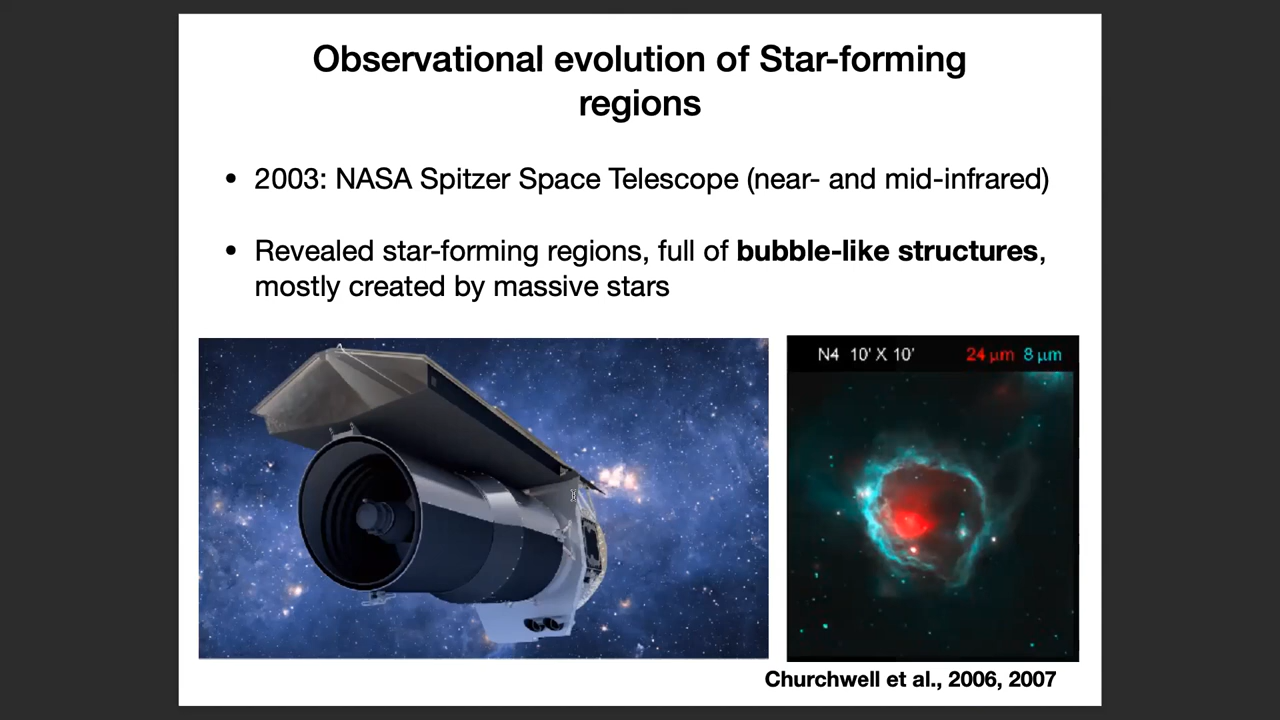 Observational evolution of Star-forming
regions
• 2003: NASA Spitzer Space Telescope (near- and mid-infrared)
• Revealed star-forming regions, full of bubble-like structures,
mostly created by massive stars
N4 10' X 10' 24 μm 8 μm
Churchwell et al., 2006, 2007